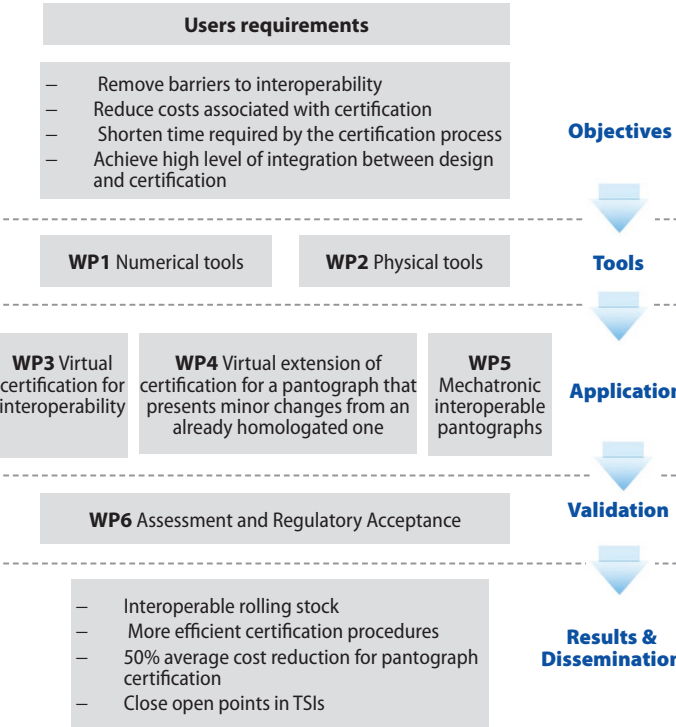 Users requirements
– Remove barriers to interoperability
– Reduce costs associated with certification
– Shorten time required by the certification process
– Achieve high level of integration between design
and certification
Objectives
WP1 Numerical tools
WP2 Physical tools
Tools
WP3 Virtual
certification for
interoperability
WP4 Virtual extension of
certification for a pantograph that
presents minor changes from an
already homologated one
WP5
Mechatronic
interoperable
pantographs
Application
WP6 Assessment and Regulatory Acceptance
Validation
– Interoperable rolling stock
– More efficient certification procedures
– 50% average cost reduction for pantograph
certification
– Close open points in TSIs
Results &
Dissemination